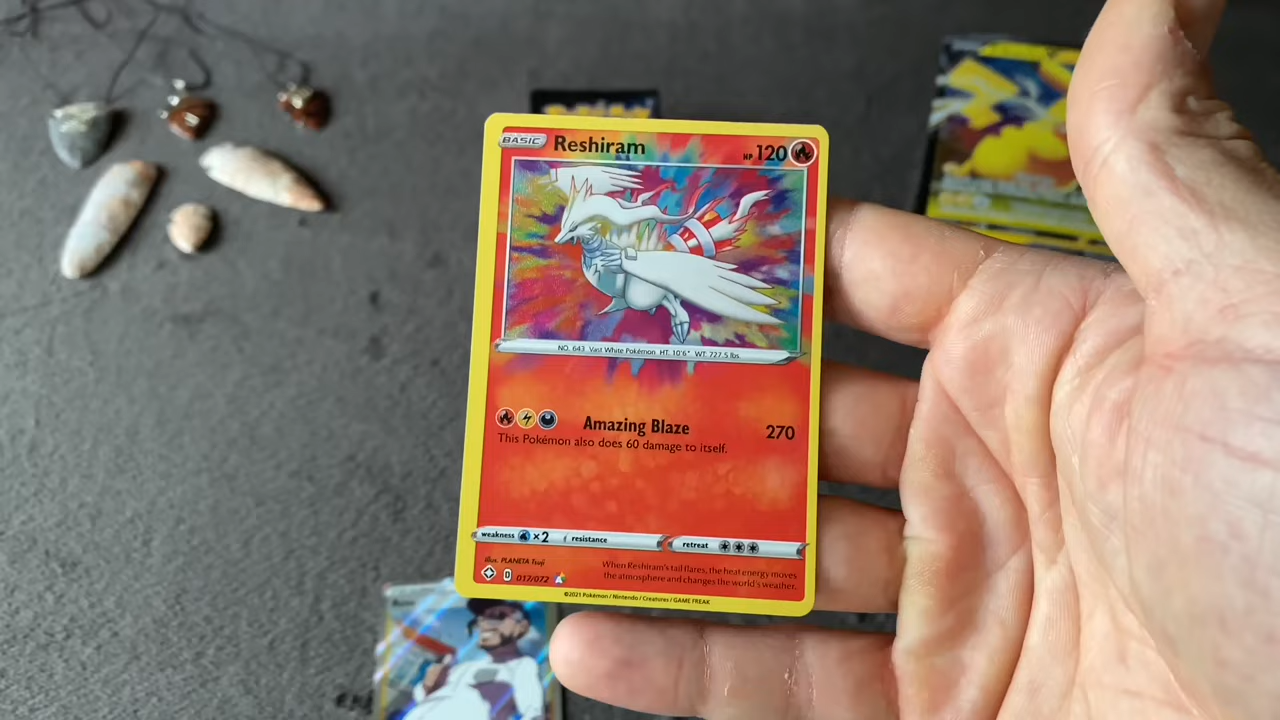 BASIC Reshiram HP 120
NO. 643 Vast White Pokémon HT. 10'6" WT. 727.5 lbs
Amazing Blaze 270
This Pokémon also does 60 damage to itself.
weakness ×2 resistance retreat
illus. PLANETA Tsuji
D 017/072
When Reshiram's tail flares, the heat energy moves
the atmosphere and changes the world's weather.
©2021 Pokémon / Nintendo / Creatures / GAME FREAK